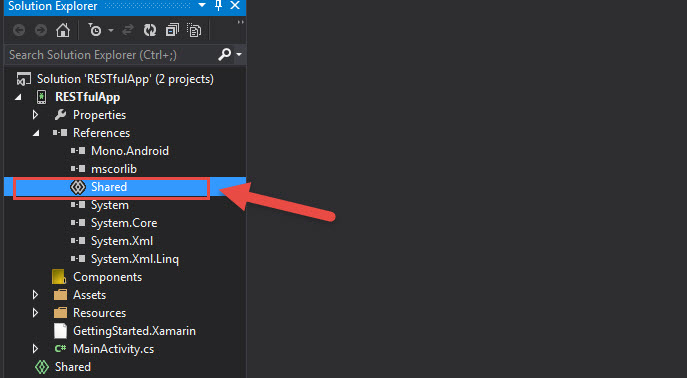 Solution Explorer
Search Solution Explorer (Ctrl+;)
Solution 'RESTfulApp' (2 projects)
RESTfulApp
Properties
References
Mono.Android
mscorlib
Shared
System
System.Core
System.Xml
System.Xml.Linq
Components
Assets
Resources
GettingStarted.Xamarin
C# MainActivity.cs
Shared